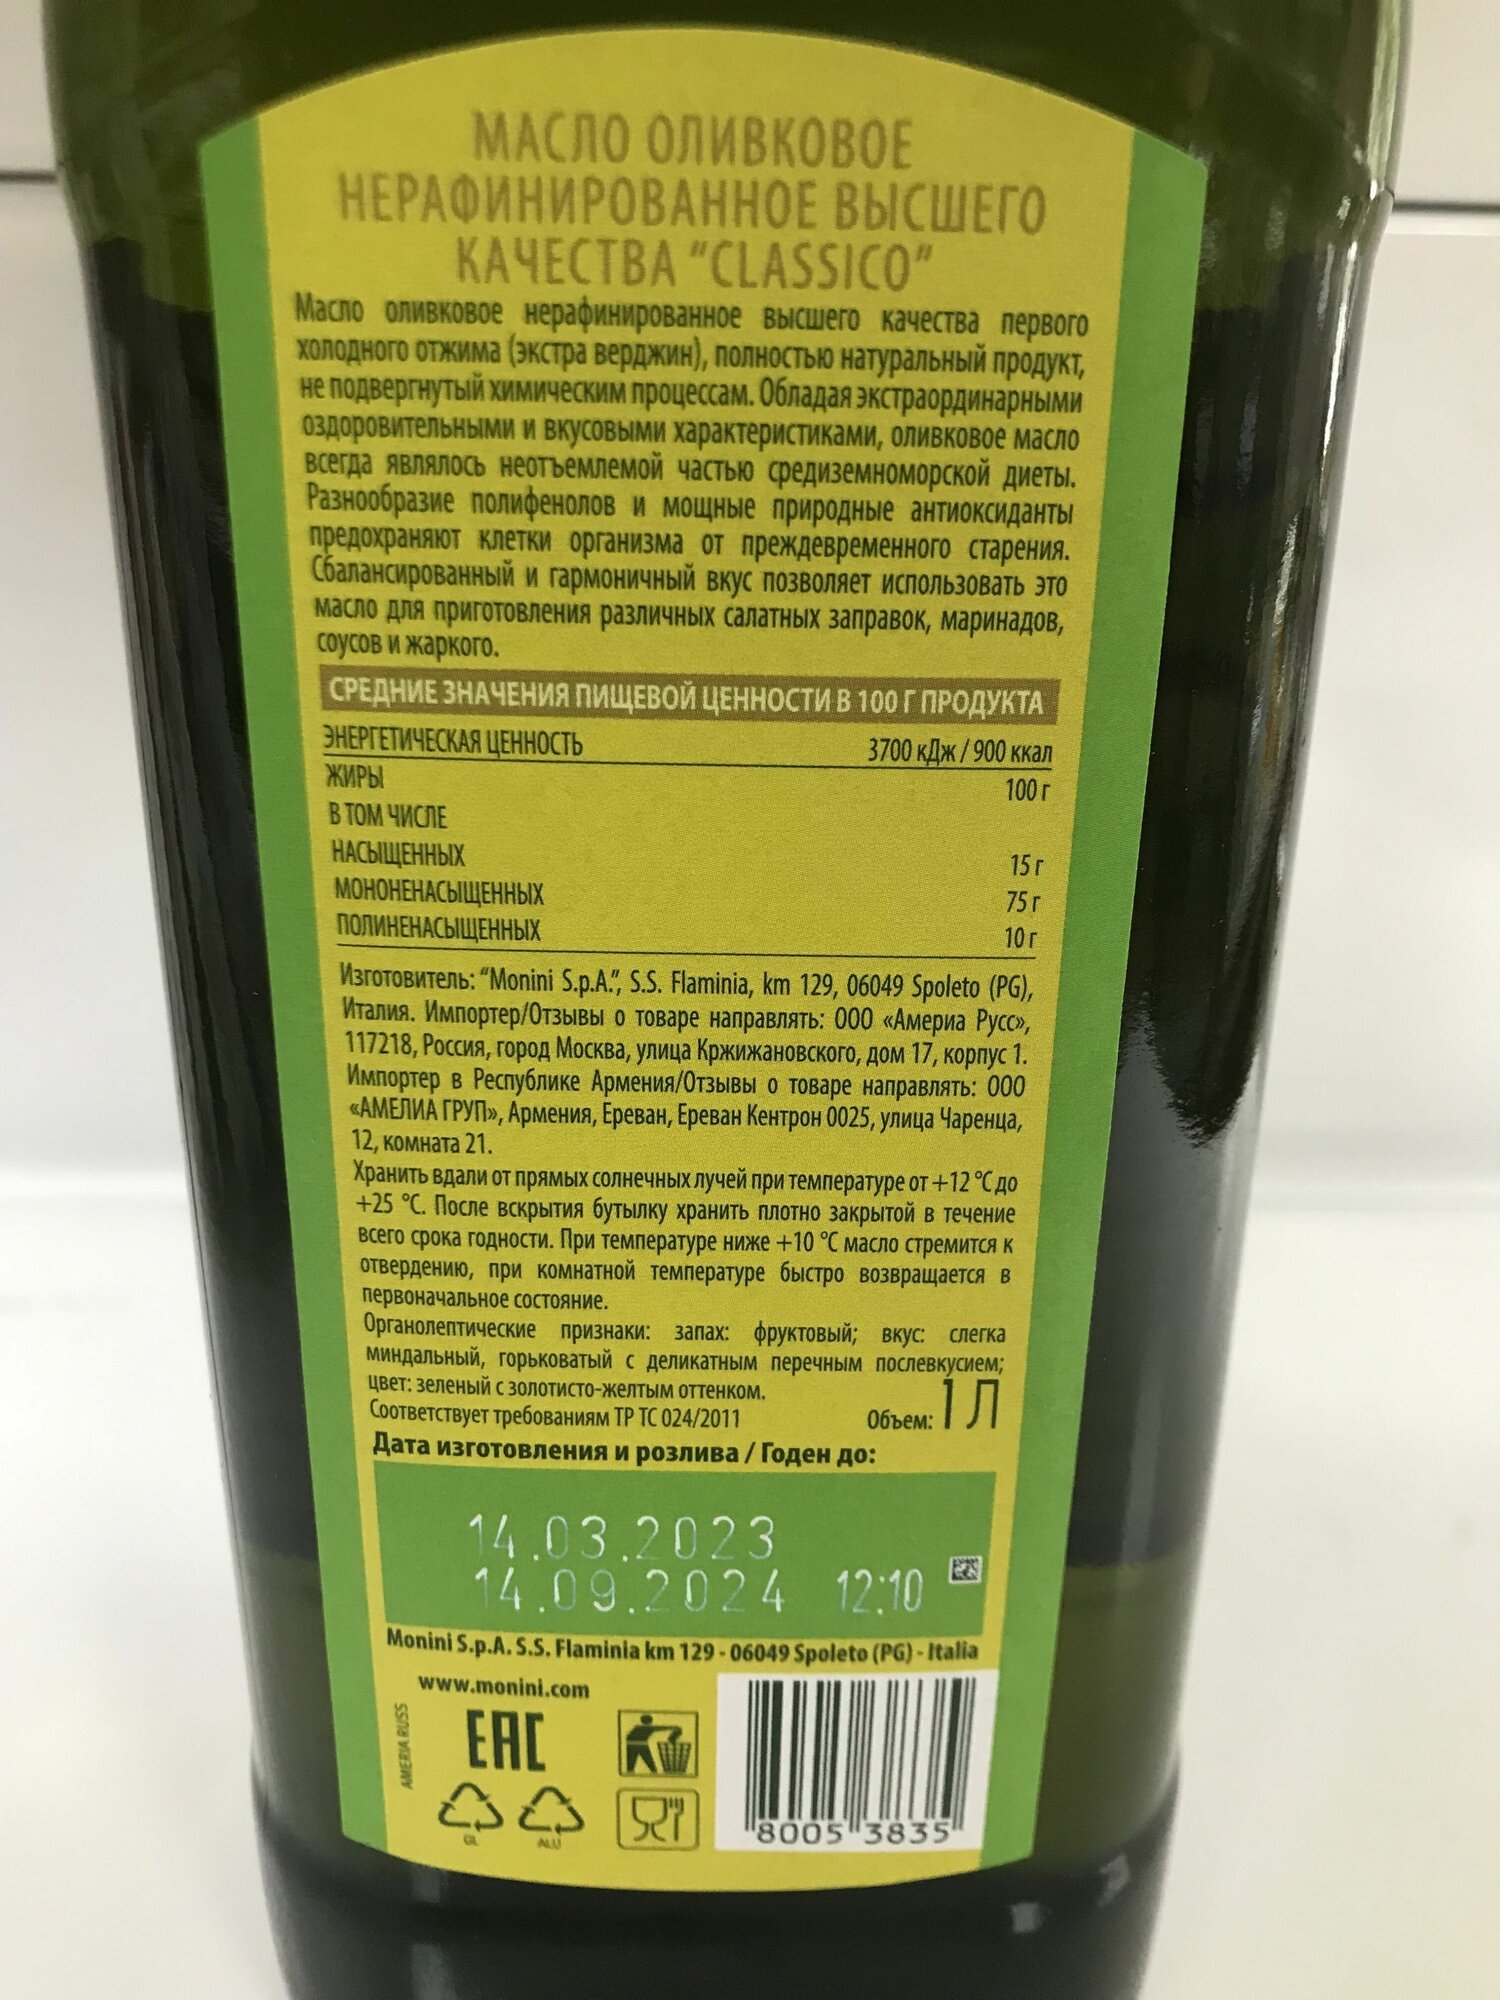 МАСЛО ОЛИВКОВОЕ
НЕРАФИНИРОВАННОЕ ВЫСШЕГО
КАЧЕСТВА “CLASSICO”
Масло оливковое нерафинированное высшего качества первого
холодного отжима (экстра верджин), полностью натуральный продукт,
не подвергнутый химическим процессам. Обладая экстраординарными
оздоровительными и вкусовыми характеристиками, оливковое масло
всегда являлось неотъемлемой частью средиземноморской диеты.
Разнообразие полифенолов и мощные природные антиоксиданты
предохраняют клетки организма от преждевременного старения.
Сбалансированный и гармоничный вкус позволяет использовать это
масло для приготовления различных салатных заправок, маринадов,
соусов и жаркого.
СРЕДНИЕ ЗНАЧЕНИЯ ПИЩЕВОЙ ЦЕННОСТИ В 100 Г ПРОДУКТА
ЭНЕРГЕТИЧЕСКАЯ ЦЕННОСТЬ 3700 кДж / 900 ккал
ЖИРЫ 100 г
В ТОМ ЧИСЛЕ
НАСЫЩЕННЫХ 15 г
МОНОНЕНАСЫЩЕННЫХ 75 г
ПОЛИНЕНАСЫЩЕННЫХ 10 г
Изготовитель: “Monini S.p.A.”, S.S. Flaminia, km 129, 06049 Spoleto (PG),
Италия. Импортер/Отзывы о товаре направлять: ООО «Америа Русс»,
117218, Россия, город Москва, улица Кржижановского, дом 17, корпус 1.
Импортер в Республике Армения/Отзывы о товаре направлять: ООО
«АМЕЛИА ГРУП», Армения, Ереван, Ереван Кентрон 0025, улица Чаренца,
12, комната 21.
Хранить вдали от прямых солнечных лучей при температуре от +12 °С до
+25 °С. После вскрытия бутылку хранить плотно закрытой в течение
всего срока годности. При температуре ниже +10 °С масло стремится к
отвердению, при комнатной температуре быстро возвращается в
первоначальное состояние.
Органолептические признаки: запах: фруктовый; вкус: слегка
миндальный, горьковатый с деликатным перечным послевкусием;
цвет: зеленый с золотисто-желтым оттенком.
Соответствует требованиям ТР ТС 024/2011 Объем: 1 Л
Дата изготовления и розлива / Годен до:
14.03.2023
14.09.2024 12:10
Monini S.p.A. S.S. Flaminia km 129 - 06049 Spoleto (PG) - Italia
www.monini.com
AMERIA RUSS
EAC
GL ALU
8005 3835